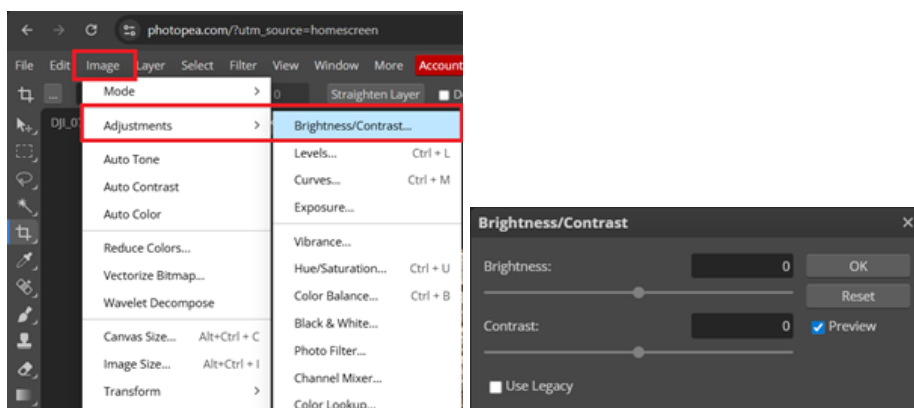 photopea.com/?utm_source=homescreen
File Edit Image Layer Select Filter View Window More Account
... 0 Straighten Layer
Mode >
DJI_0
Adjustments >
Auto Tone
Auto Contrast
Auto Color
Reduce Colors...
Vectorize Bitmap...
Wavelet Decompose
Canvas Size... Alt+Ctrl + C
Image Size... Alt+Ctrl + I
Transform >
Brightness/Contrast...
Levels... Ctrl + L
Curves... Ctrl + M
Exposure...
Vibrance...
Hue/Saturation... Ctrl + U
Color Balance... Ctrl + B
Black & White...
Photo Filter...
Channel Mixer...
Color Lookup...
Brightness/Contrast ×
Brightness: 0 OK
Reset
Contrast: 0 Preview
Use Legacy